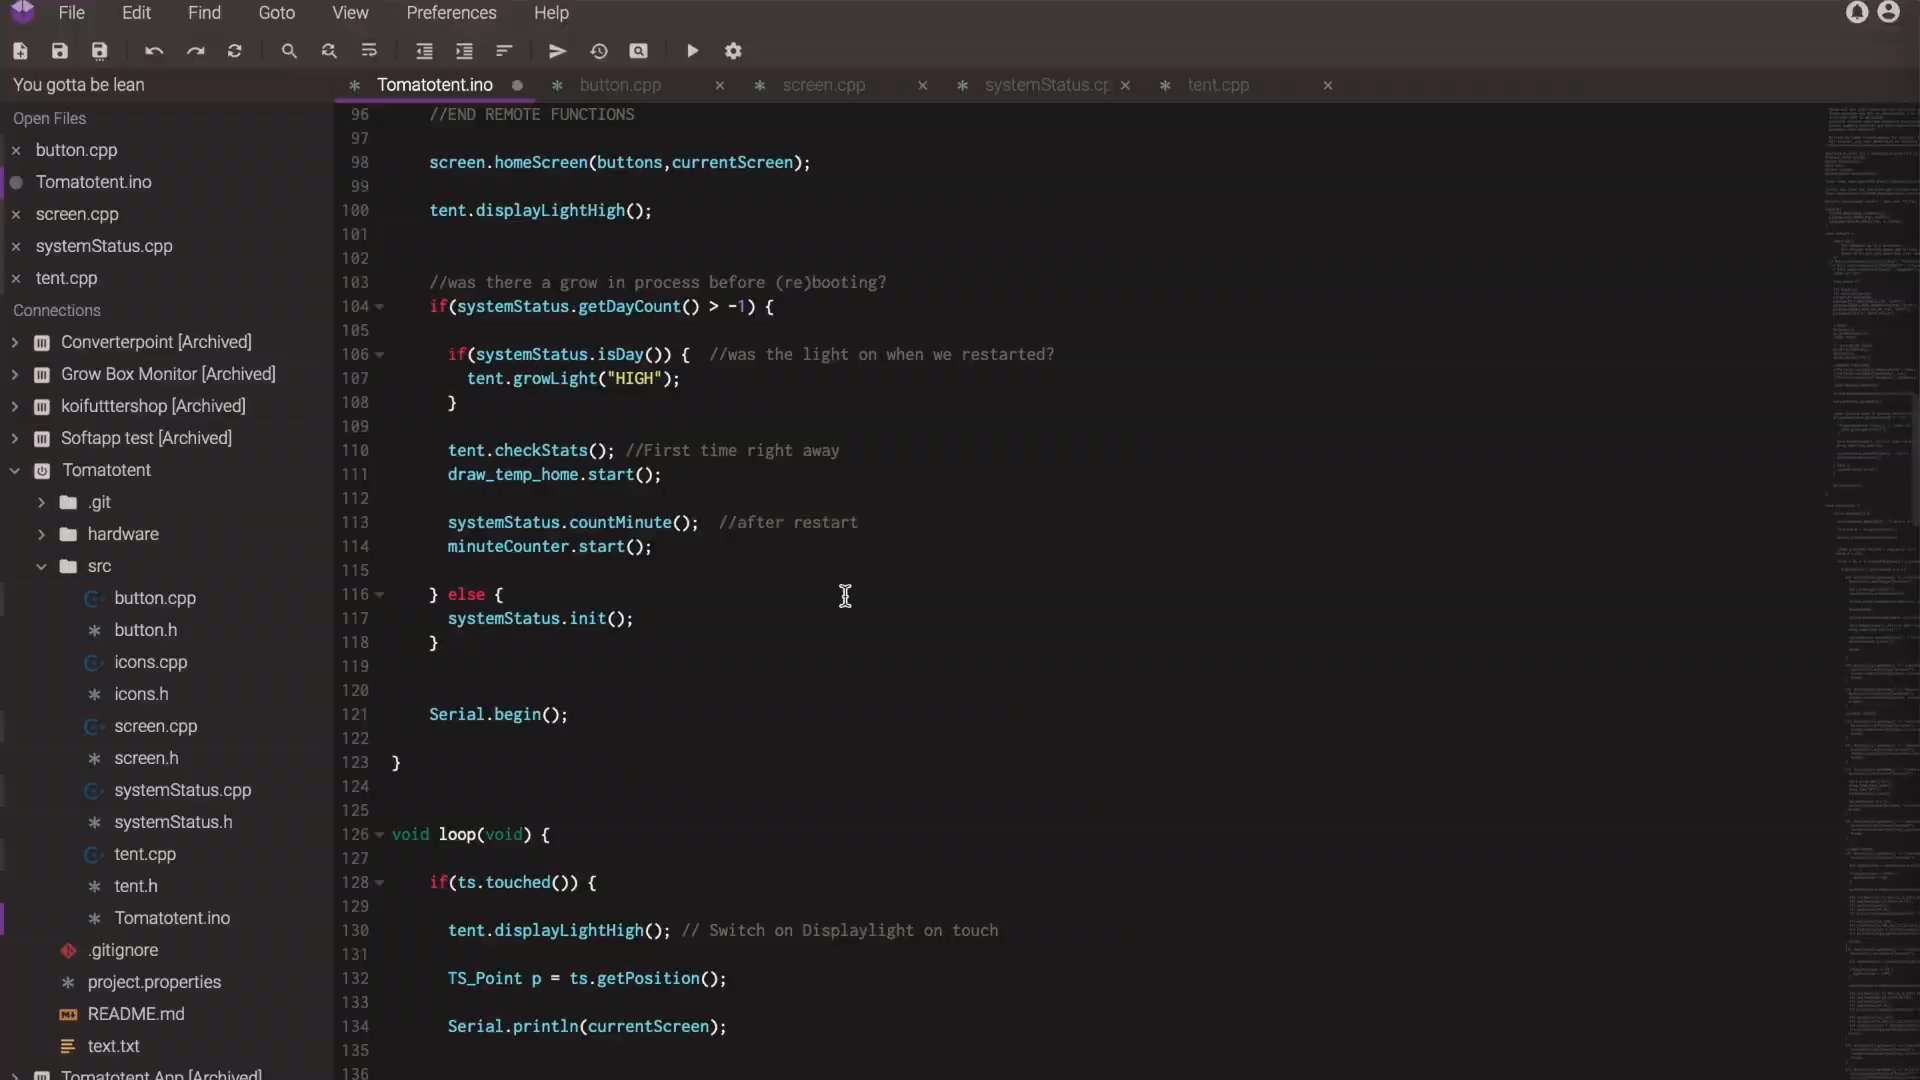 File Edit Find Goto View Preferences Help
You gotta be lean
Tomatotent.ino button.cpp screen.cpp systemStatus.cp tent.cpp
Open Files
button.cpp
Tomatotent.ino
screen.cpp
systemStatus.cpp
tent.cpp
Connections
Converterpoint [Archived]
Grow Box Monitor [Archived]
koifutttershop [Archived]
Softapp test [Archived]
Tomatotent
.git
hardware
src
button.cpp
button.h
icons.cpp
icons.h
screen.cpp
screen.h
systemStatus.cpp
systemStatus.h
tent.cpp
tent.h
Tomatotent.ino
.gitignore
project.properties
README.md
text.txt
Tomatotent App [Archived]
96 //END REMOTE FUNCTIONS
97
98 screen.homeScreen(buttons,currentScreen);
99
100 tent.displayLightHigh();
101
102
103 //was there a grow in process before (re)booting?
104 if(systemStatus.getDayCount() > -1) {
105
106 if(systemStatus.isDay()) { //was the light on when we restarted?
107 tent.growLight("HIGH");
108 }
109
110 tent.checkStats(); //First time right away
111 draw_temp_home.start();
112
113 systemStatus.countMinute(); //after restart
114 minuteCounter.start();
115
116 } else {
117 systemStatus.init();
118 }
119
120
121 Serial.begin();
122
123 }
124
125
126 void loop(void) {
127
128 if(ts.touched()) {
129
130 tent.displayLightHigh(); // Switch on Displaylight on touch
131
132 TS_Point p = ts.getPosition();
133
134 Serial.println(currentScreen);
135
136